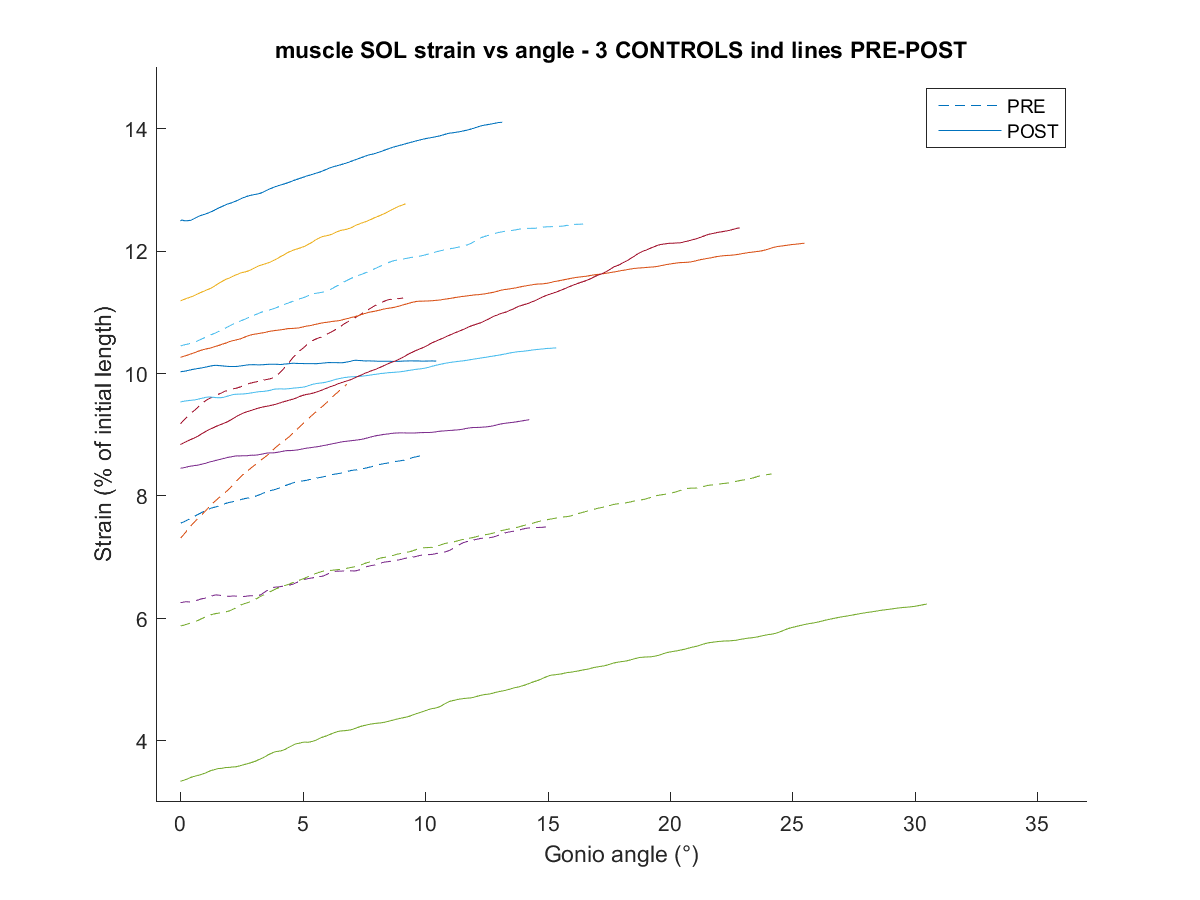 muscle SOL strain vs angle - 3 CONTROLS ind lines PRE-POST
PRE
POST
14
12
10
8
6
4
Strain (% of initial length)
0 5 10 15 20 25 30 35
Gonio angle (°)